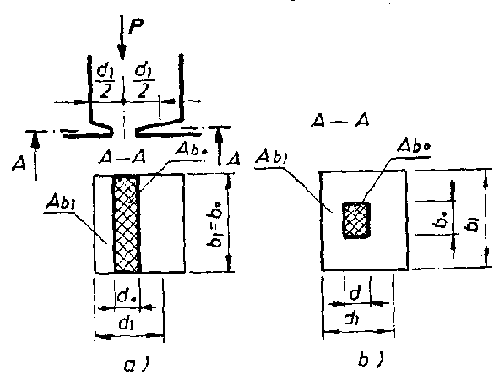 P
d1/2 d1/2
A A
A—A
Ab₀
Ab1
b1=b₀
d₀
d1
a)
A—A
Ab1
Ab₀
b₀
b1
d
d1
b)